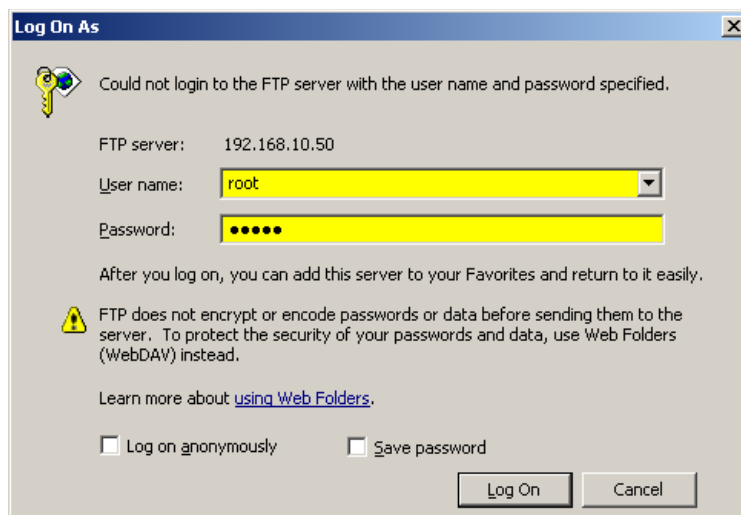 Log On As
Could not login to the FTP server with the user name and password specified.
FTP server: 192.168.10.50
User name: root
Password: •••••
After you log on, you can add this server to your Favorites and return to it easily.
FTP does not encrypt or encode passwords or data before sending them to the
server. To protect the security of your passwords and data, use Web Folders
(WebDAV) instead.
Learn more about using Web Folders.
Log on anonymously Save password
Log On Cancel